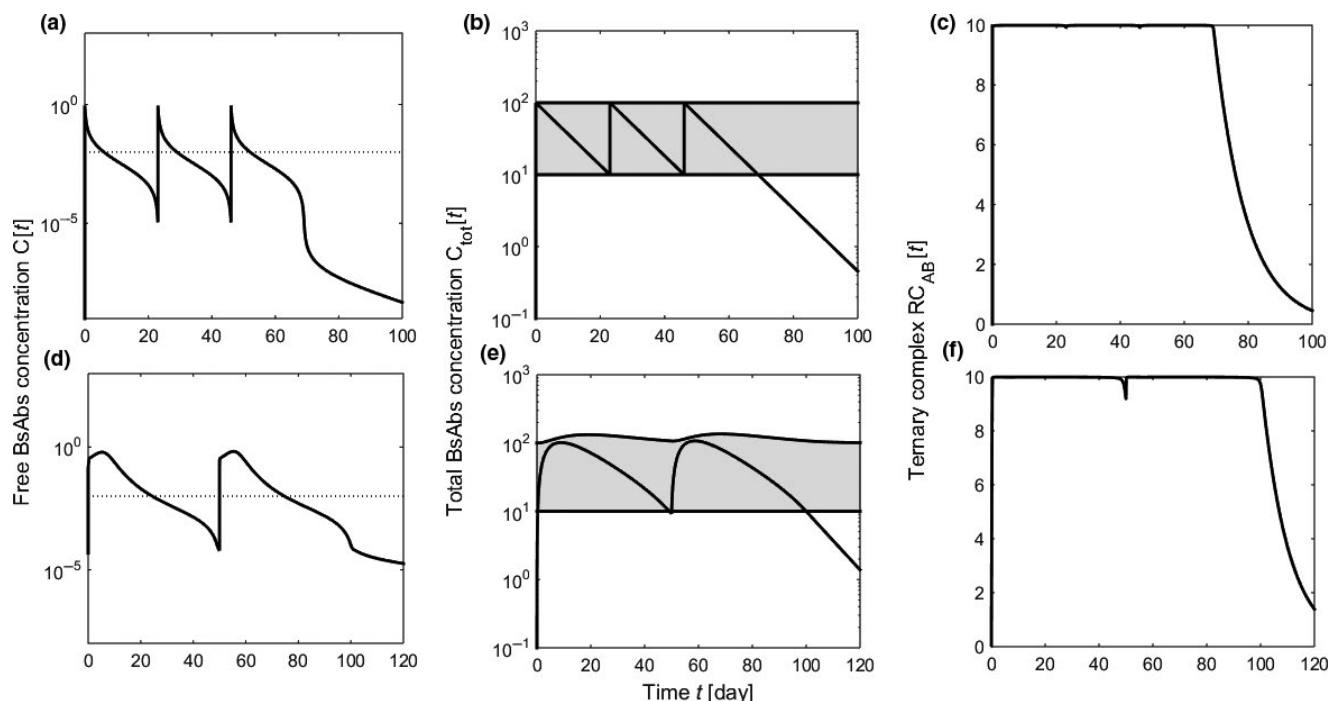 (a)
(b)
(c)
Free BsAbs concentration C[t]
Total BsAbs concentration C_tot[t]
Ternary complex RC_AB[t]
10^0
10^-5
0 20 40 60 80 100
10^3
10^2
10^1
10^0
10^-1
0 20 40 60 80 100
10
8
6
4
2
0
0 20 40 60 80 100
(d)
(e)
(f)
10^0
10^-5
0 20 40 60 80 100 120
10^3
10^2
10^1
10^0
10^-1
0 20 40 60 80 100 120
10
8
6
4
2
0
0 20 40 60 80 100 120
Time t [day]